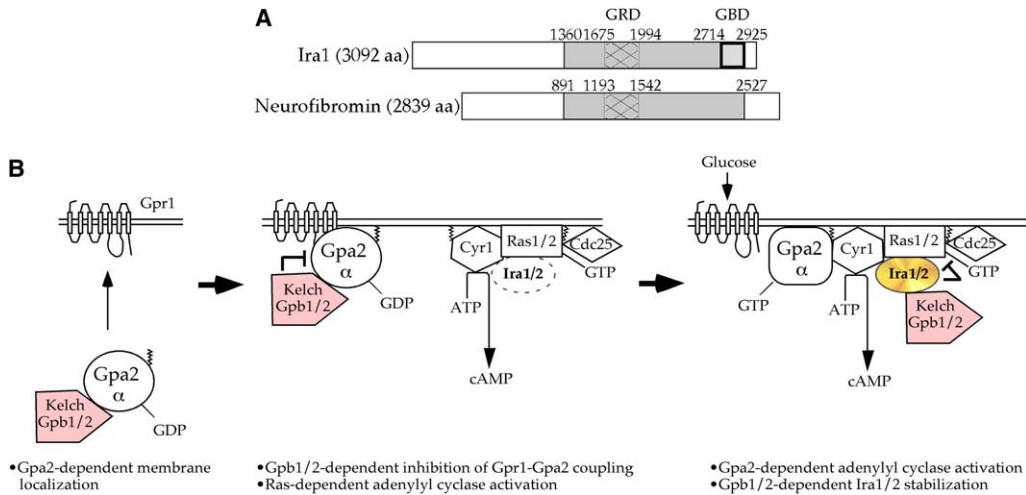 A
GRD GBD
1360 1675 1994 2714 2925
Ira1 (3092 aa)
891 1193 1542 2527
Neurofibromin (2839 aa)
B
Gpr1
Gpa2
α
Kelch
Gpb1/2
GDP
•Gpa2-dependent membrane
localization
Gpa2
α
Kelch
Gpb1/2
GDP
Cyr1
Ras1/2
Cdc25
Ira1/2
GTP
ATP
cAMP
•Gpb1/2-dependent inhibition of Gpr1-Gpa2 coupling
•Ras-dependent adenylyl cyclase activation
Glucose
Gpa2
α
Cyr1
Ras1/2
Cdc25
Ira1/2
GTP
GTP
ATP
Kelch
Gpb1/2
cAMP
•Gpa2-dependent adenylyl cyclase activation
•Gpb1/2-dependent Ira1/2 stabilization